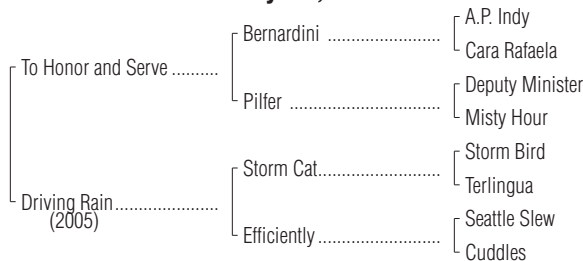 A.P. Indy
Bernardini ....................
Cara Rafaela
To Honor and Serve ..........
Deputy Minister
Pilfer ...........................
Misty Hour
Storm Bird
Storm Cat......................
Terlingua
Driving Rain.....................
(2005)
Seattle Slew
Efficiently ......................
Cuddles